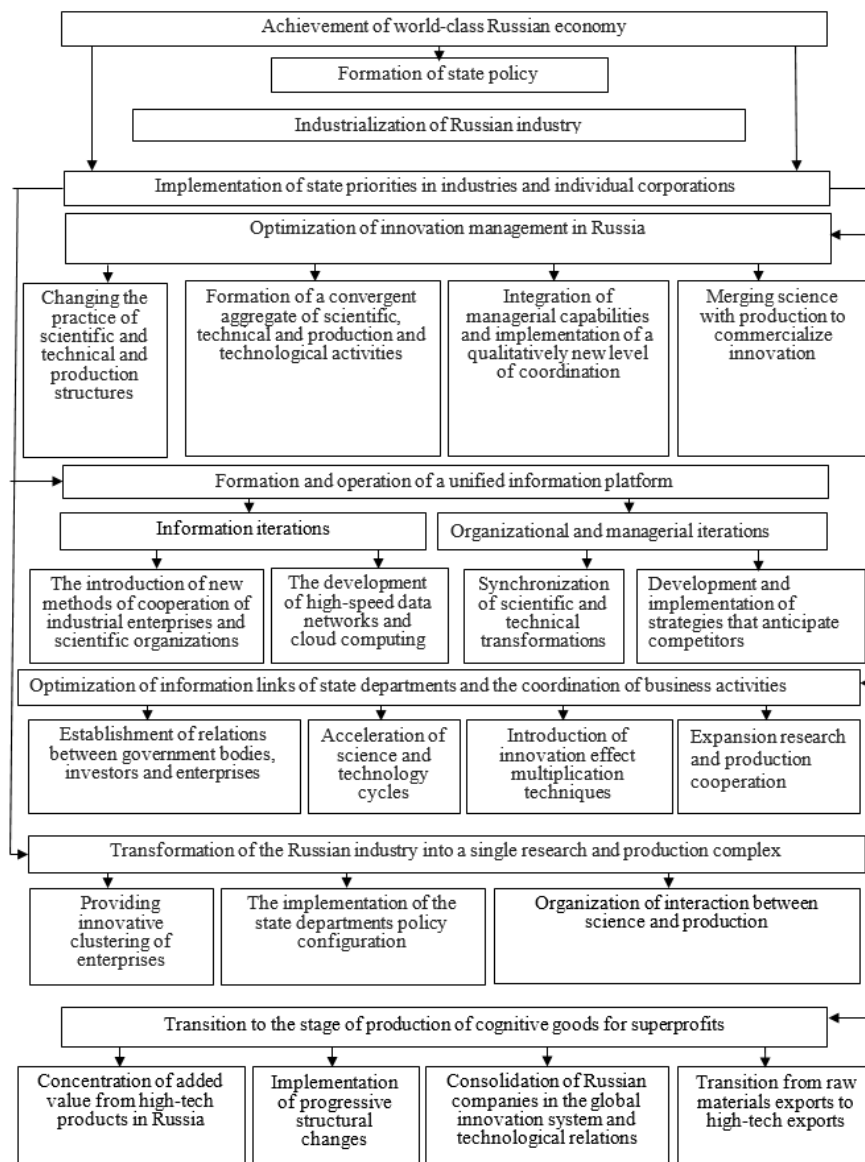 Achievement of world-class Russian economy
Formation of state policy
Industrialization of Russian industry
Implementation of state priorities in industries and individual corporations
Optimization of innovation management in Russia
Changing the
practice of
scientific and
technical and
production
structures
Formation of a convergent
aggregate of scientific,
technical and production and
technological activities
Integration of
managerial capabilities
and implementation of a
qualitatively new level
of coordination
Merging science
with production to
commercialize
innovation
Formation and operation of a unified information platform
Information iterations
Organizational and managerial iterations
The introduction of new
methods of cooperation of
industrial enterprises and
scientific organizations
The development
of high-speed data
networks and
cloud computing
Synchronization
of scientific and
technical
transformations
Development and
implementation of
strategies that anticipate
competitors
Optimization of information links of state departments and the coordination of business activities
Establishment of relations
between government bodies,
investors and enterprises
Acceleration of
science and
technology
cycles
Introduction of
innovation effect
multiplication
techniques
Expansion research
and production
cooperation
Transformation of the Russian industry into a single research and production complex
Providing
innovative
clustering of
enterprises
The implementation of the
state departments policy
configuration
Organization of interaction between
science and production
Transition to the stage of production of cognitive goods for superprofits
Concentration of added
value from high-tech
products in Russia
Implementation
of progressive
structural
changes
Consolidation of Russian
companies in the global
innovation system and
technological relations
Transition from raw
materials exports to
high-tech exports